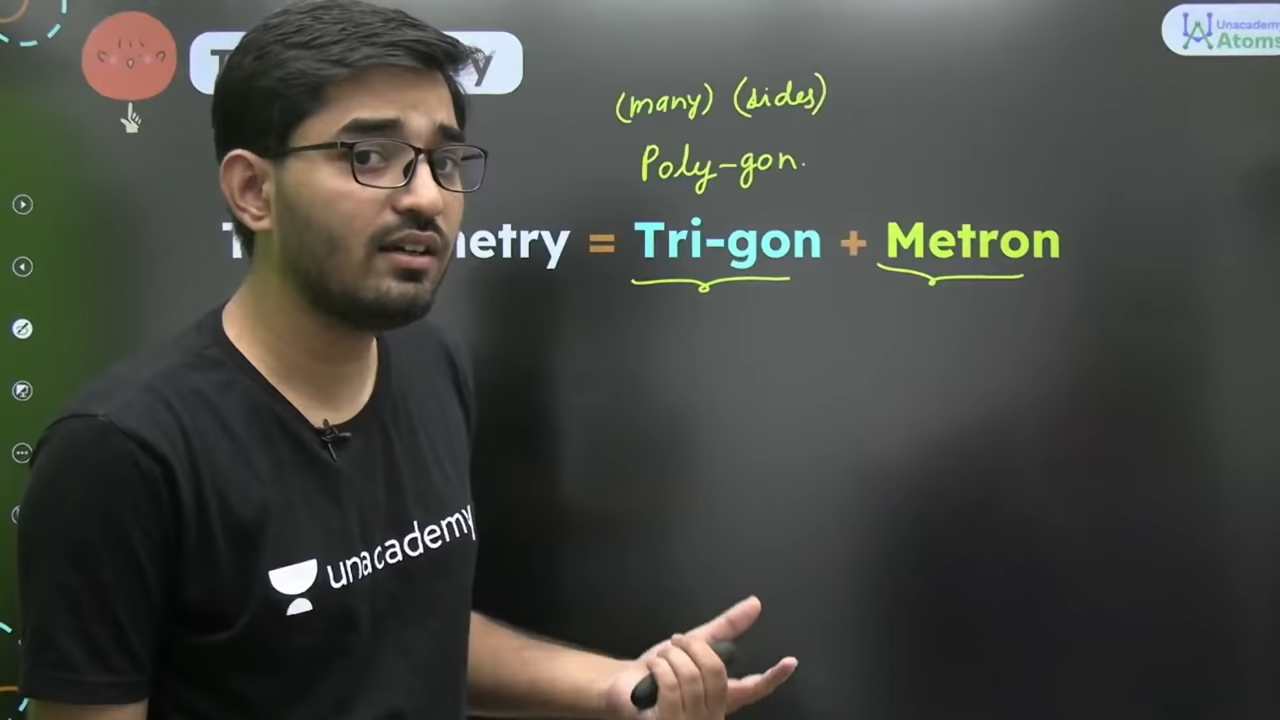 Unacademy
Atoms
(many) (sides)
Poly-gon.
etry = Tri-gon + Metron
unacademy